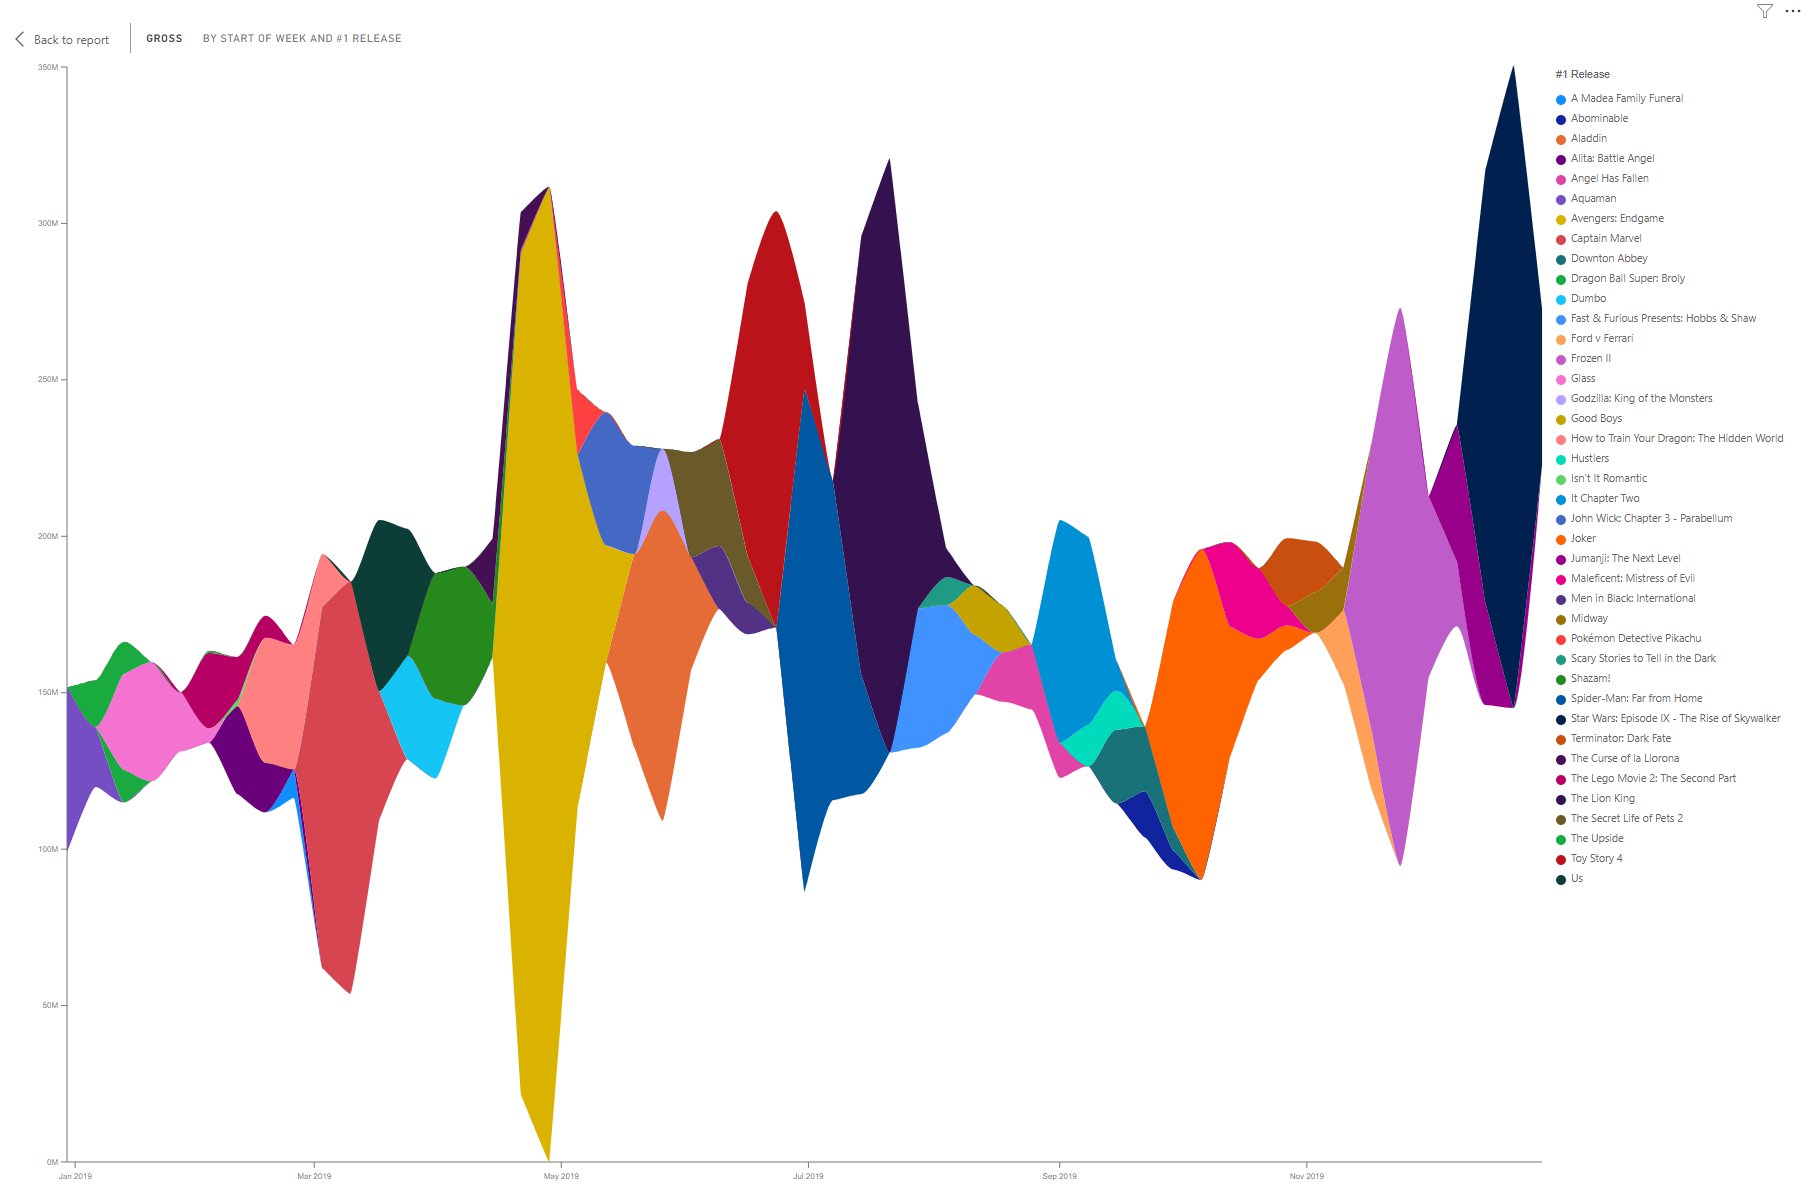 Back to report
GROSS BY START OF WEEK AND #1 RELEASE
350M
300M
250M
200M
150M
100M
50M
0M
Jan 2019 Mar 2019 May 2019 Jul 2019 Sep 2019 Nov 2019
#1 Release
A Madea Family Funeral
Abominable
Aladdin
Alita: Battle Angel
Angel Has Fallen
Aquaman
Avengers: Endgame
Captain Marvel
Downton Abbey
Dragon Ball Super: Broly
Dumbo
Fast & Furious Presents: Hobbs & Shaw
Ford v Ferrari
Frozen II
Glass
Godzilla: King of the Monsters
Good Boys
How to Train Your Dragon: The Hidden World
Hustlers
Isn't It Romantic
It Chapter Two
John Wick: Chapter 3 - Parabellum
Joker
Jumanji: The Next Level
Maleficent: Mistress of Evil
Men in Black: International
Midway
Pokémon Detective Pikachu
Scary Stories to Tell in the Dark
Shazam!
Spider-Man: Far from Home
Star Wars: Episode IX - The Rise of Skywalker
Terminator: Dark Fate
The Curse of la Llorona
The Lego Movie 2: The Second Part
The Lion King
The Secret Life of Pets 2
The Upside
Toy Story 4
Us